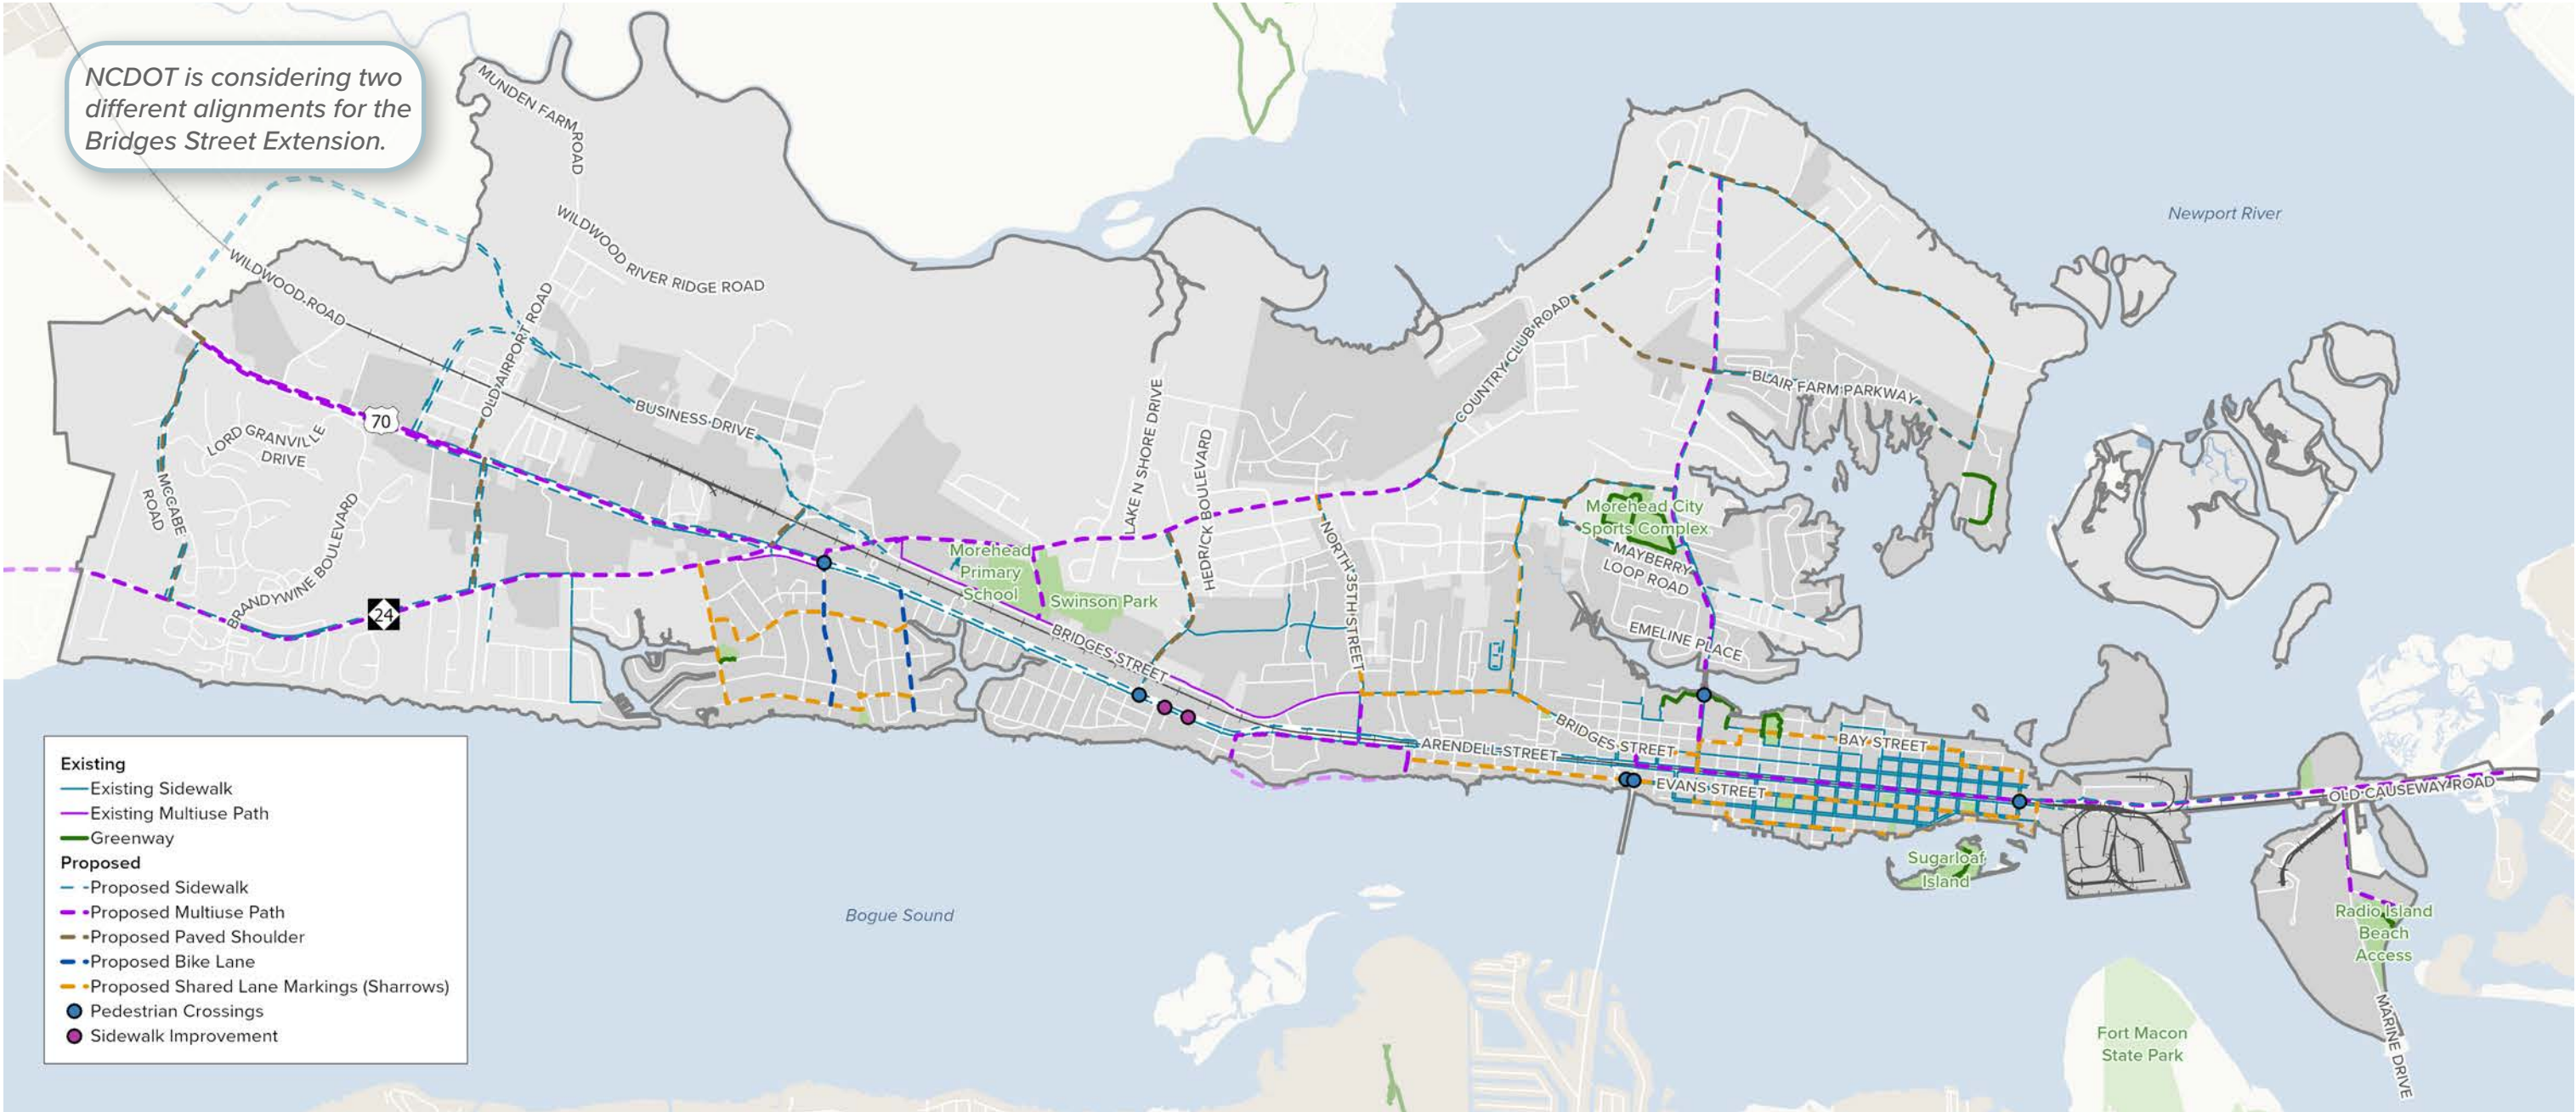 NCDOT is considering two
different alignments for the
Bridges Street Extension.
MUNDEN FARM ROAD
WILDWOOD RIVER RIDGE ROAD
WILDWOOD ROAD
OLD AIRPORT ROAD
BUSINESS DRIVE
70
LORD GRANVILLE
DRIVE
MCCABE
ROAD
BRANDYWINE BOULEVARD
24
LAKE N SHORE DRIVE
HEDRICK BOULEVARD
Morehead
Primary
School
Swinson Park
BRIDGES STREET
NORTH 35TH STREET
COUNTRY CLUB ROAD
BLAIR FARM PARKWAY
Newport River
Morehead City
Sports Complex
MAYBERRY
LOOP ROAD
EMELINE PLACE
BRIDGES STREET
ARENDELL STREET
BAY STREET
EVANS STREET
OLD CAUSEWAY ROAD
Sugarloaf
Island
Radio Island
Beach
Access
MARINE DRIVE
Fort Macon
State Park
Bogue Sound
Existing
Existing Sidewalk
Existing Multiuse Path
Greenway
Proposed
Proposed Sidewalk
Proposed Multiuse Path
Proposed Paved Shoulder
Proposed Bike Lane
Proposed Shared Lane Markings (Sharrows)
Pedestrian Crossings
Sidewalk Improvement